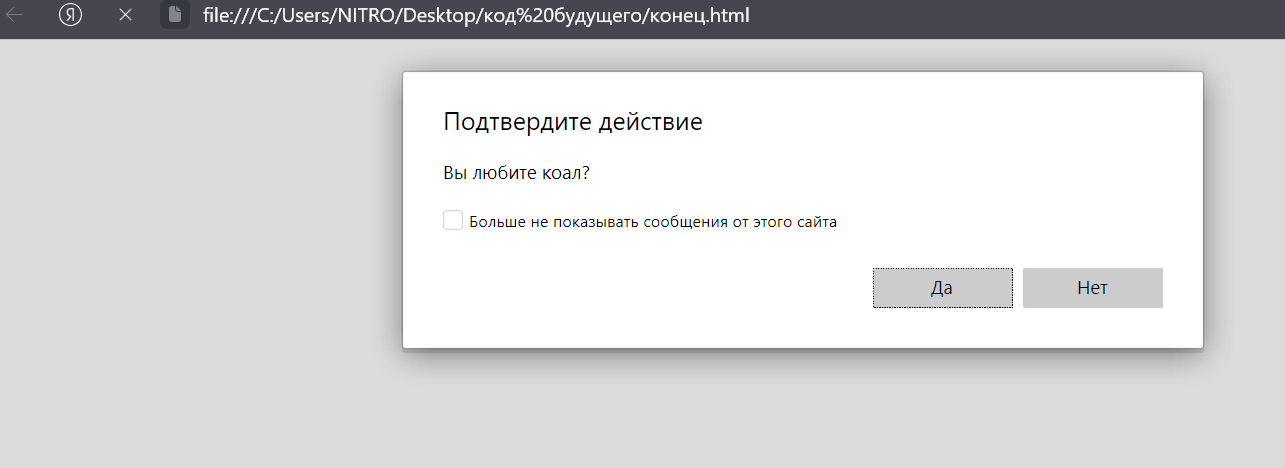 Я file:///C:/Users/NITRO/Desktop/код%20будущего/конец.html
Подтвердите действие
Вы любите коал?
Больше не показывать сообщения от этого сайта
Да Нет